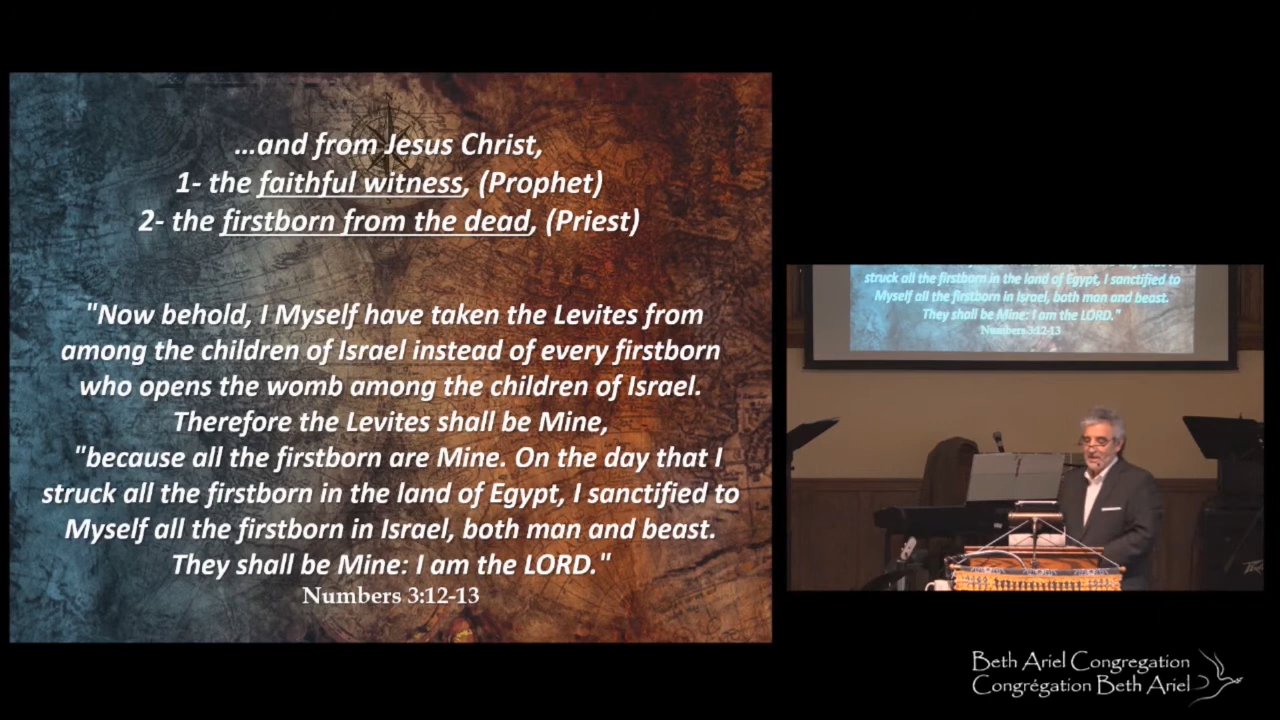 ...and from Jesus Christ,
1- the faithful witness, (Prophet)
2- the firstborn from the dead, (Priest)
"Now behold, I Myself have taken the Levites from
among the children of Israel instead of every firstborn
who opens the womb among the children of Israel.
Therefore the Levites shall be Mine,
"because all the firstborn are Mine. On the day that I
struck all the firstborn in the land of Egypt, I sanctified to
Myself all the firstborn in Israel, both man and beast.
They shall be Mine: I am the LORD."
Numbers 3:12-13
struck all the firstborn in the land of Egypt, I sanctified to
Myself all the firstborn in Israel, both man and beast.
They shall be Mine: I am the LORD."
Numbers 3:12-13
Beth Ariel Congregation
Congrégation Beth Ariel